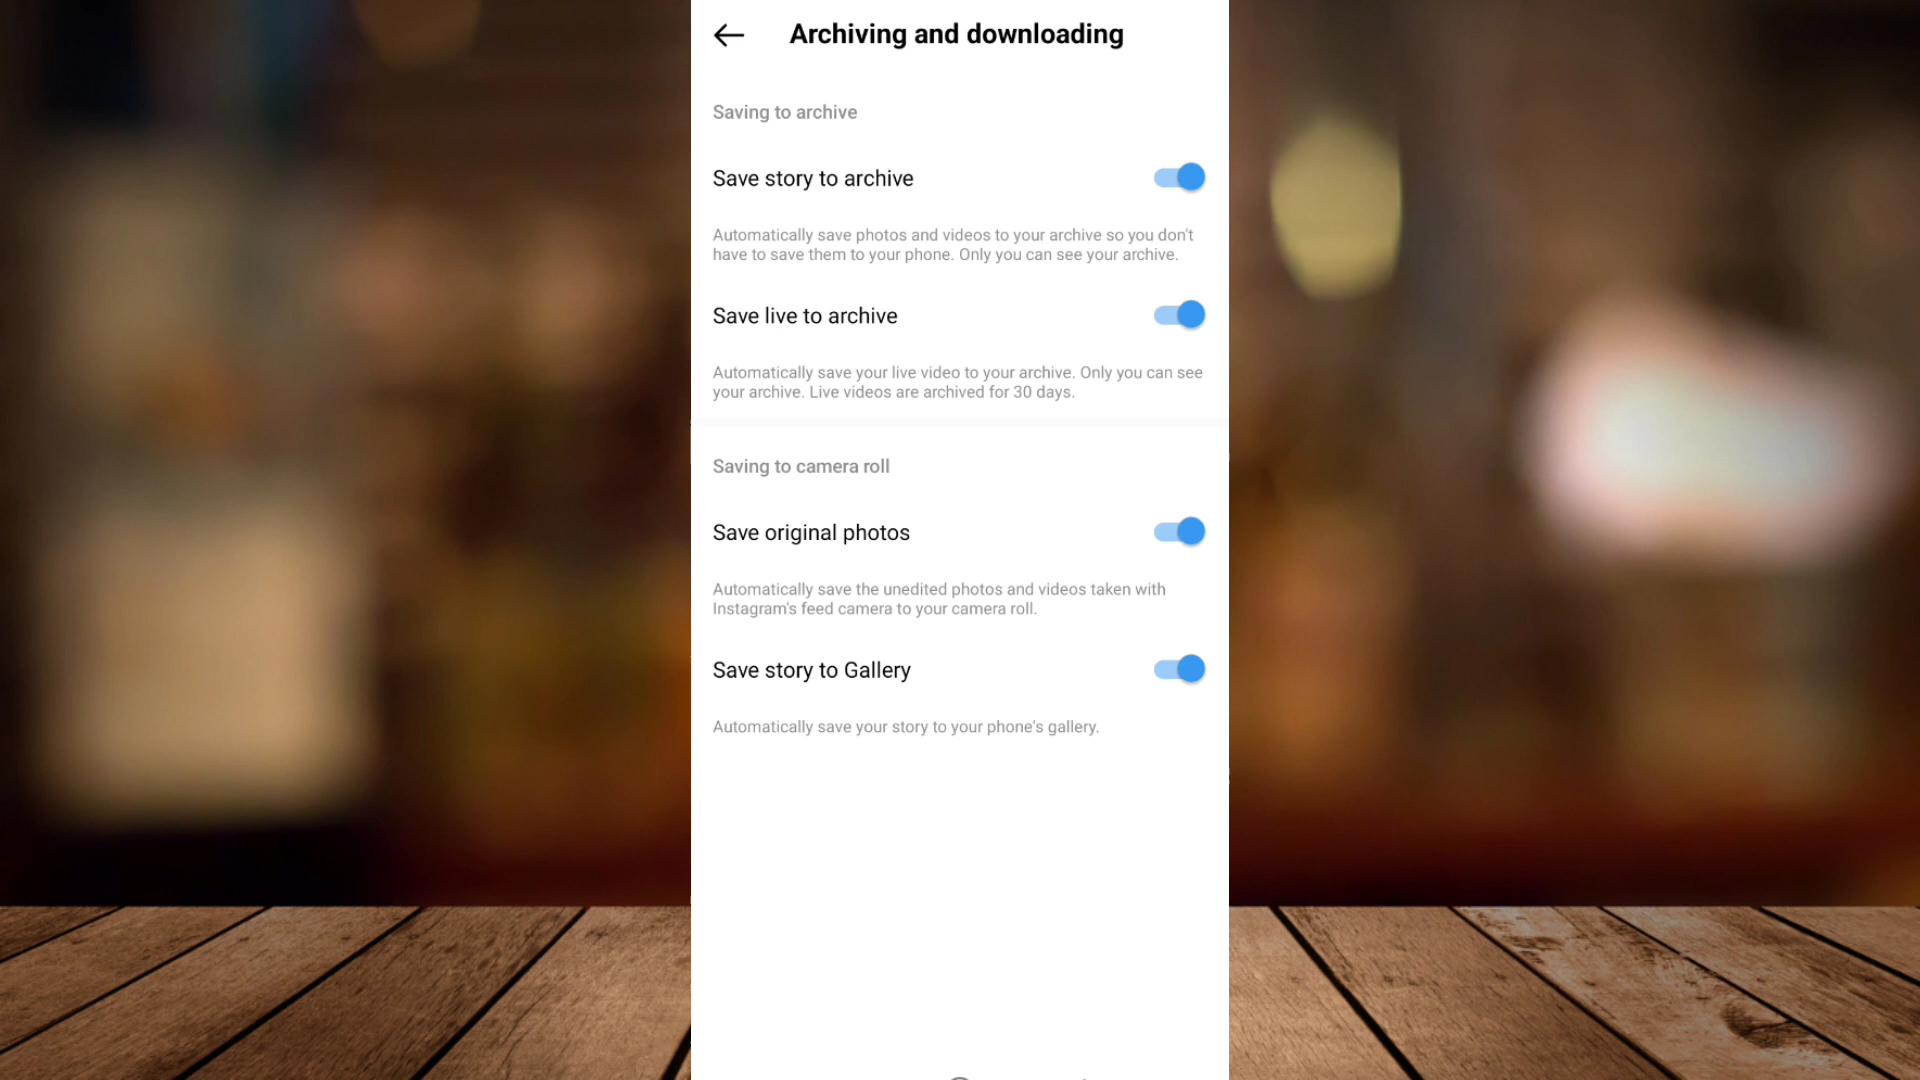 Archiving and downloading
Saving to archive
Save story to archive
Automatically save photos and videos to your archive so you don't
have to save them to your phone. Only you can see your archive.
Save live to archive
Automatically save your live video to your archive. Only you can see
your archive. Live videos are archived for 30 days.
Saving to camera roll
Save original photos
Automatically save the unedited photos and videos taken with
Instagram's feed camera to your camera roll.
Save story to Gallery
Automatically save your story to your phone's gallery.